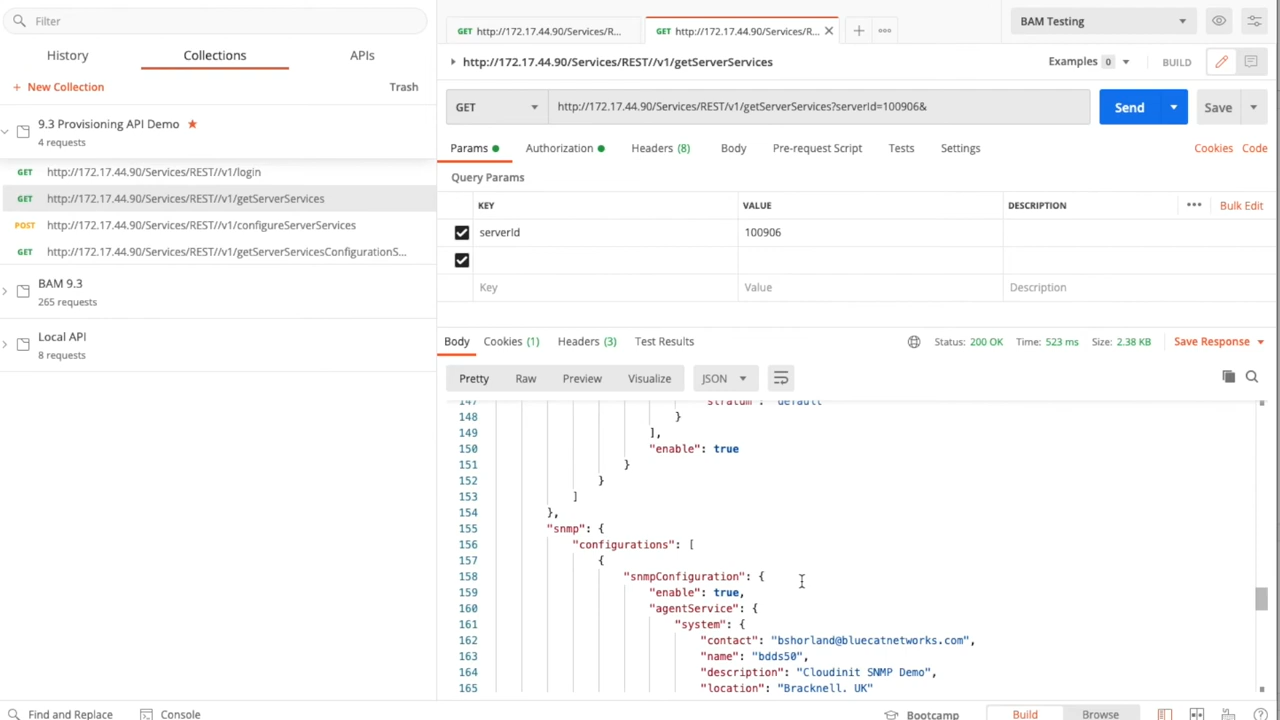 Filter
History Collections APIs
+ New Collection Trash
9.3 Provisioning API Demo ★
4 requests
GET http://172.17.44.90/Services/REST//v1/login
GET http://172.17.44.90/Services/REST//v1/getServerServices
POST http://172.17.44.90/Services/REST//v1/configureServerServices
GET http://172.17.44.90/Services/REST//v1/getServerServicesConfigurationS...
BAM 9.3
265 requests
Local API
8 requests
GET http://172.17.44.90/Services/R... GET http://172.17.44.90/Services/R...
BAM Testing
http://172.17.44.90/Services/REST//v1/getServerServices
Examples 0 BUILD
GET http://172.17.44.90/Services/REST/v1/getServerServices?serverId=100906& Send Save
Params Authorization Headers (8) Body Pre-request Script Tests Settings Cookies Code
Query Params
KEY VALUE DESCRIPTION Bulk Edit
serverId 100906
Key Value Description
Body Cookies (1) Headers (3) Test Results Status: 200 OK Time: 523 ms Size: 2.38 KB Save Response
Pretty Raw Preview Visualize JSON
147 "stratum": "default"
148 }
149 ],
150 "enable": true
151 }
152 }
153 ]
154 },
155 "snmp": {
156 "configurations": [
157 {
158 "snmpConfiguration": {
159 "enable": true,
160 "agentService": {
161 "system": {
162 "contact": "bshorland@bluecatnetworks.com",
163 "name": "bdds50",
164 "description": "Cloudinit SNMP Demo",
165 "location": "Bracknell, UK"
Find and Replace Console Bootcamp Build Browse